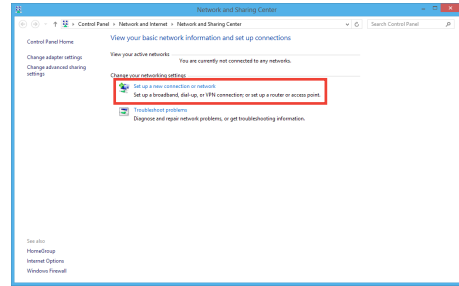 Network and Sharing Center
Control Panel > Network and Internet > Network and Sharing Center
Search Control Panel
Control Panel Home
Change adapter settings
Change advanced sharing
settings
View your basic network information and set up connections
View your active networks
You are currently not connected to any networks.
Change your networking settings
Set up a new connection or network
Set up a broadband, dial-up, or VPN connection; or set up a router or access point.
Troubleshoot problems
Diagnose and repair network problems, or get troubleshooting information.
See also
HomeGroup
Internet Options
Windows Firewall